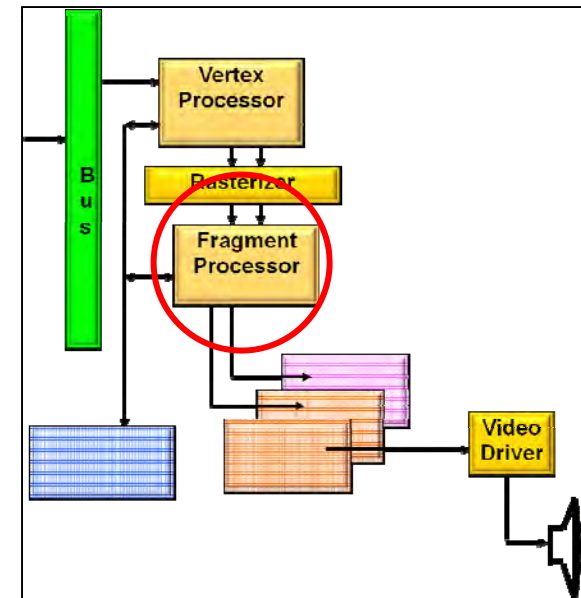 Vertex
Processor
B
u
s
Rasterizer
Fragment
Processor
Video
Driver